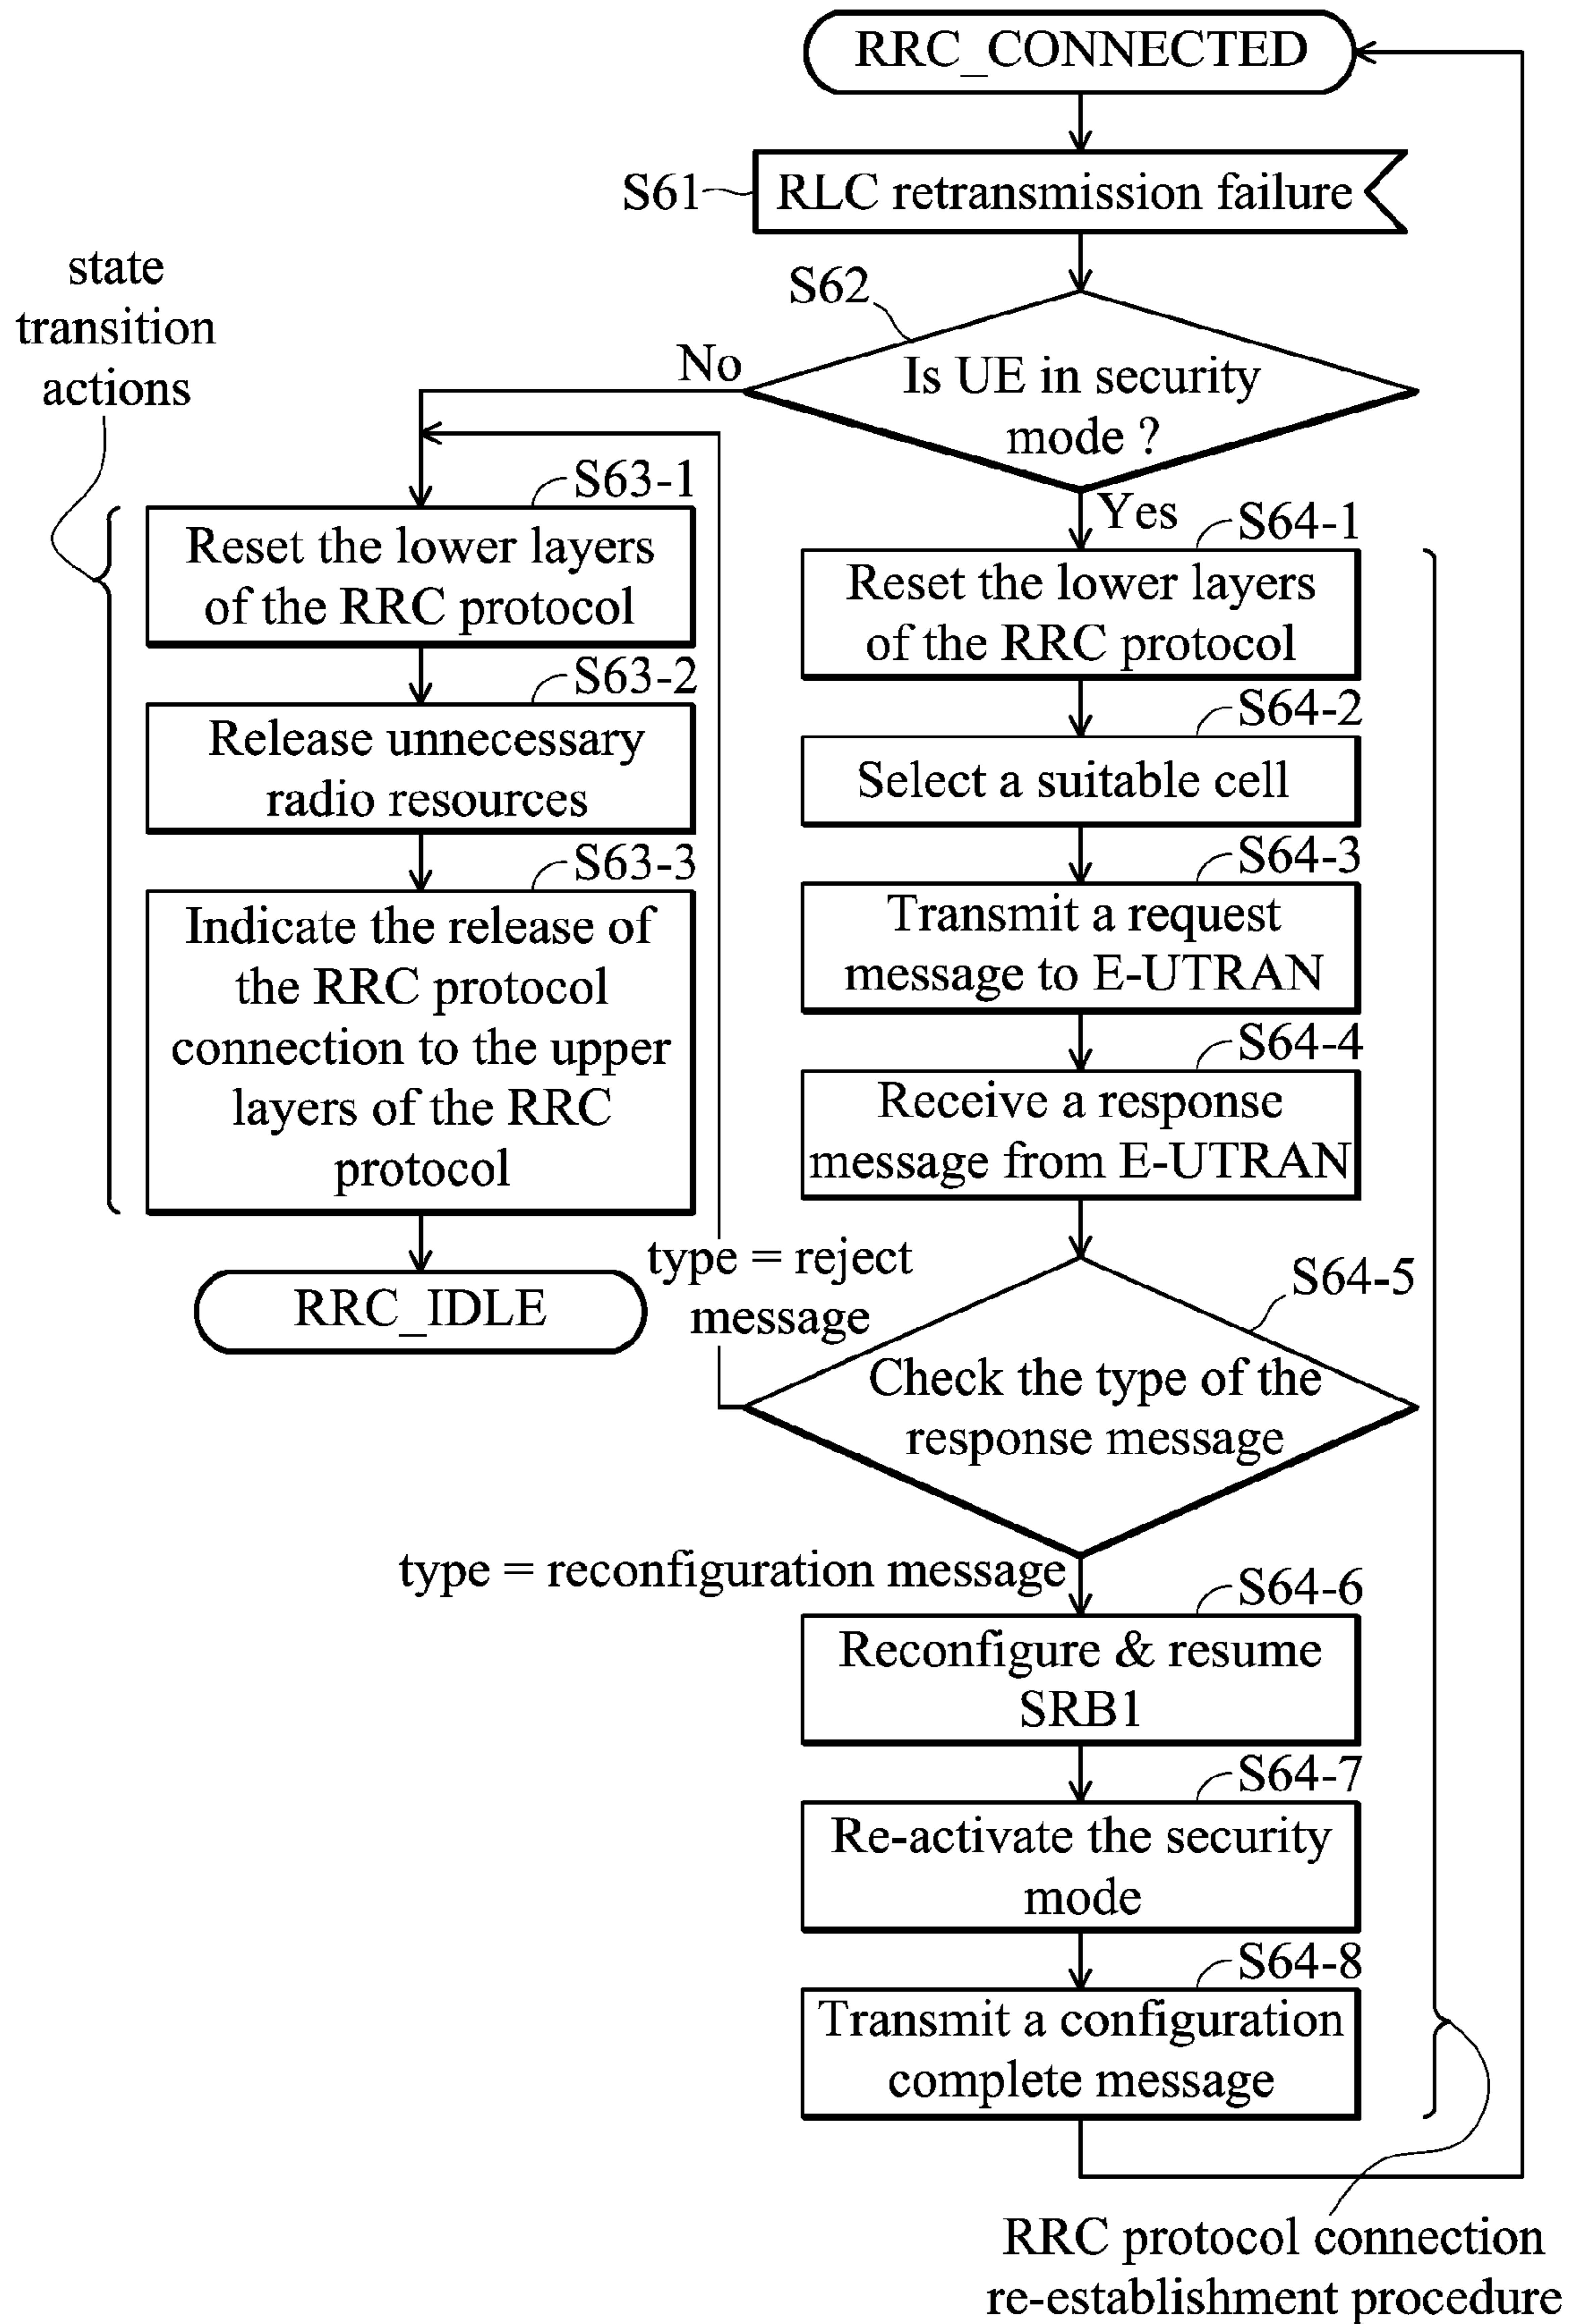 RRC_CONNECTED
S61
RLC retransmission failure
state
transition
actions
S62
Is UE in security
mode ?
No
Yes
S63-1
Reset the lower layers
of the RRC protocol
S63-2
Release unnecessary
radio resources
S63-3
Indicate the release of
the RRC protocol
connection to the upper
layers of the RRC
protocol
RRC_IDLE
S64-1
Reset the lower layers
of the RRC protocol
S64-2
Select a suitable cell
S64-3
Transmit a request
message to E-UTRAN
S64-4
Receive a response
message from E-UTRAN
type = reject
message
S64-5
Check the type of the
response message
type = reconfiguration message
S64-6
Reconfigure & resume
SRB1
S64-7
Re-activate the security
mode
S64-8
Transmit a configuration
complete message
RRC protocol connection
re-establishment procedure